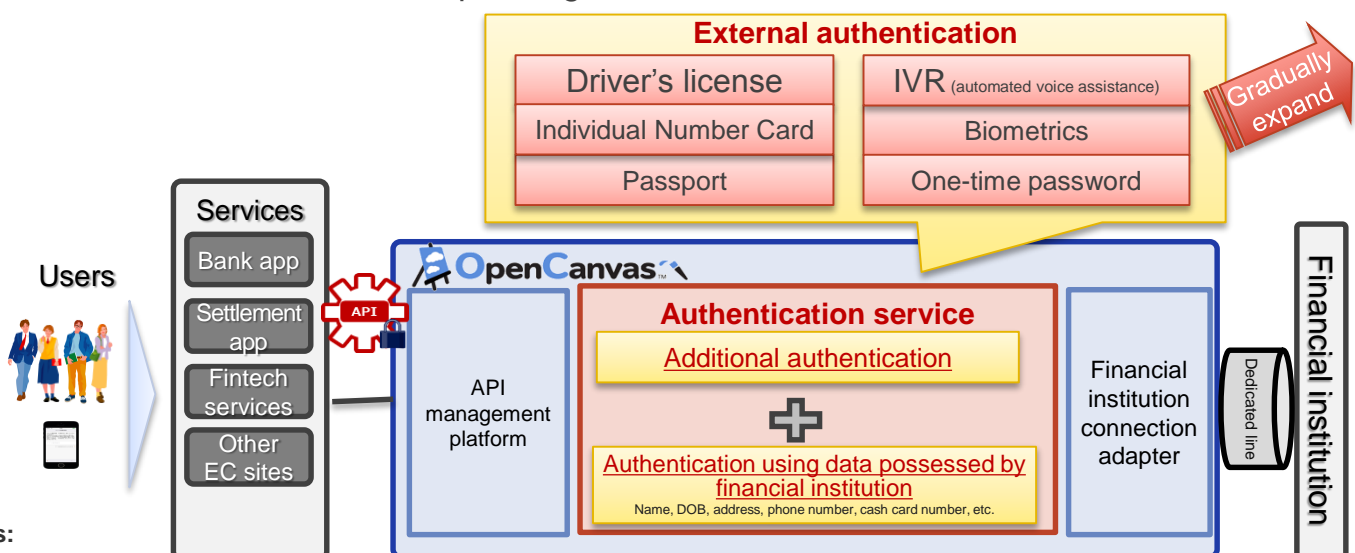 External authentication
Driver's license
Individual Number Card
Passport
IVR (automated voice assistance)
Biometrics
One-time password
Gradually
expand
Users
Services
Bank app
Settlement
app
Fintech
services
Other
EC sites
API
OpenCanvas™
API
management
platform
Authentication service
Additional authentication
Authentication using data possessed by
financial institution
Name, DOB, address, phone number, cash card number, etc.
Financial
institution
connection
adapter
Dedicated line
Financial institution
s: